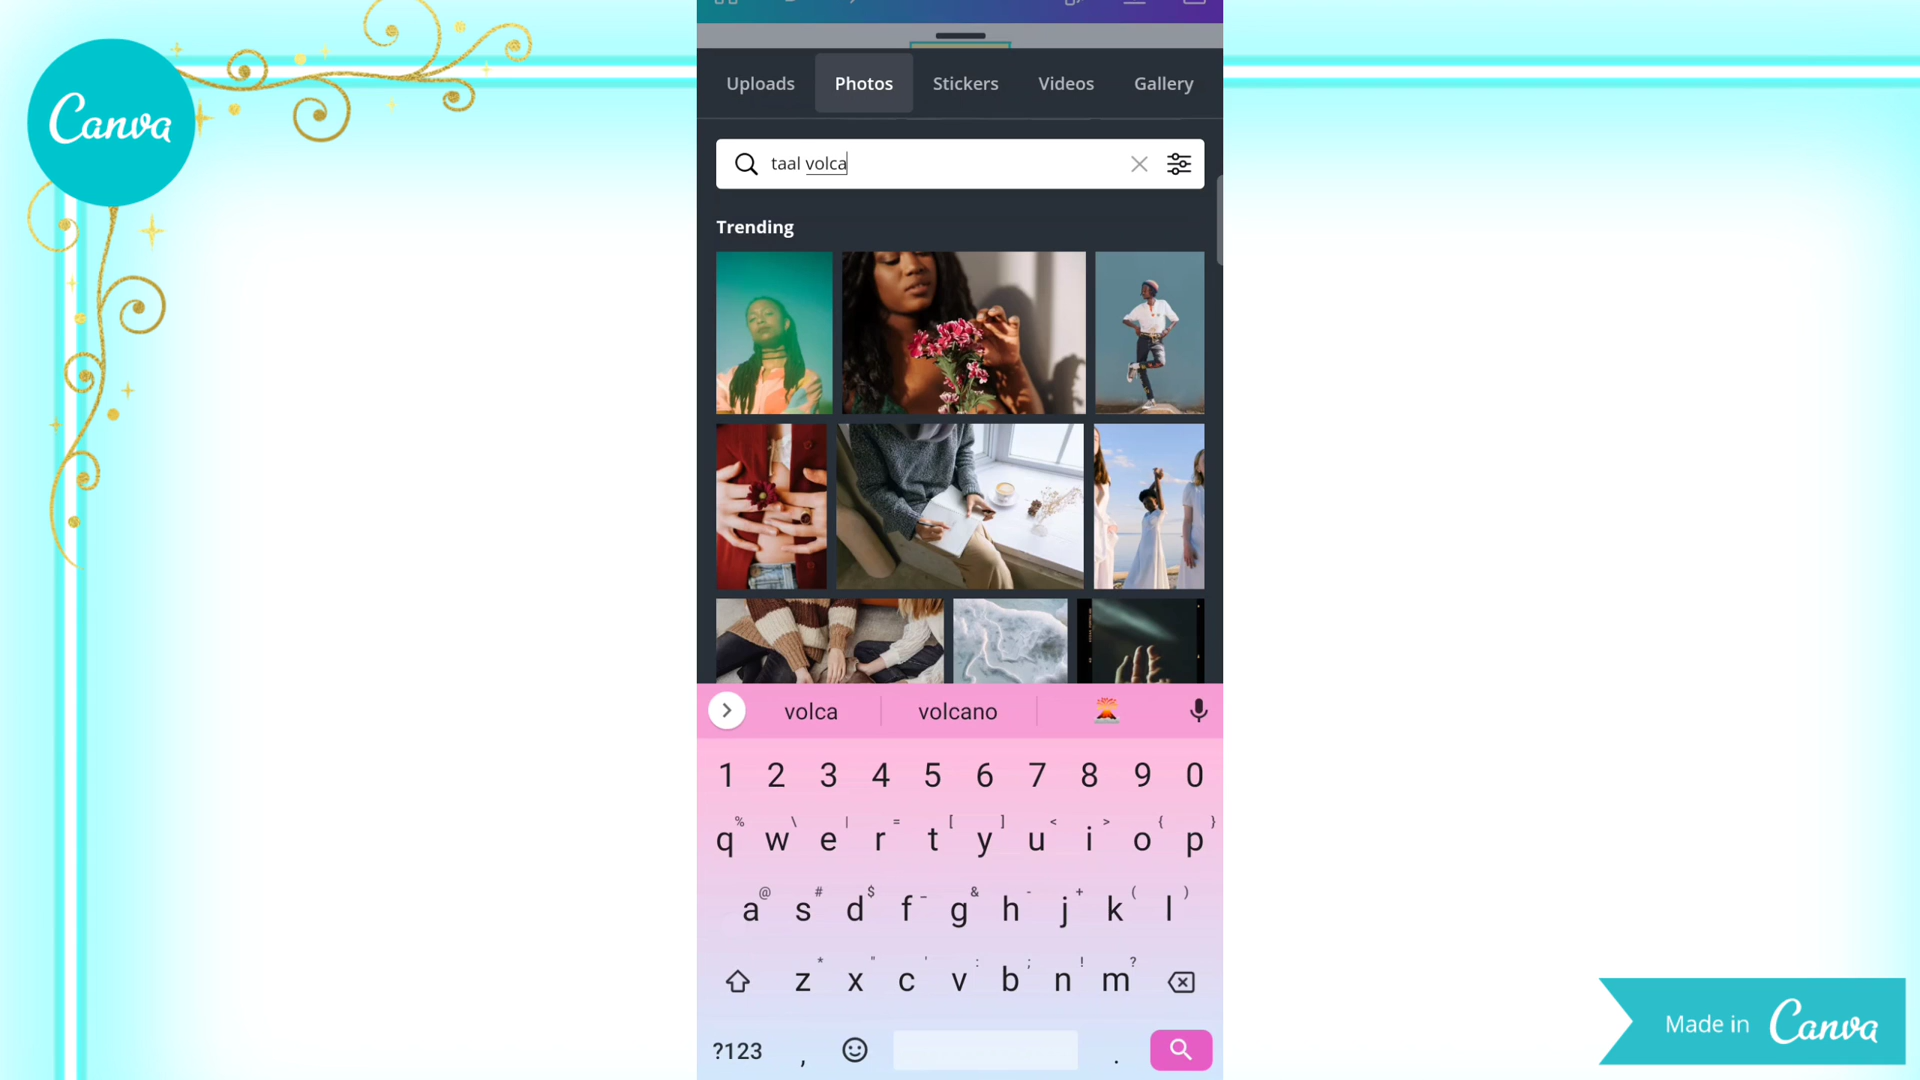 Canva
Uploads Photos Stickers Videos Gallery
taal volca
Trending
volca volcano
1 2 3 4 5 6 7 8 9 0
% \ | = [ ] < > { }
q w e r t y u i o p
@ # $ _ & - + ( )
a s d f g h j k l
* " ' : ; ! ?
z x c v b n m
?123 , .
Made in Canva